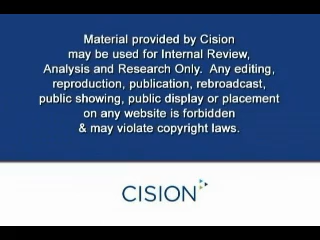 Material provided by Cision
may be used for Internal Review,
Analysis and Research Only. Any editing,
reproduction, publication, rebroadcast,
public showing, public display or placement
on any website is forbidden
& may violate copyright laws.
CISION